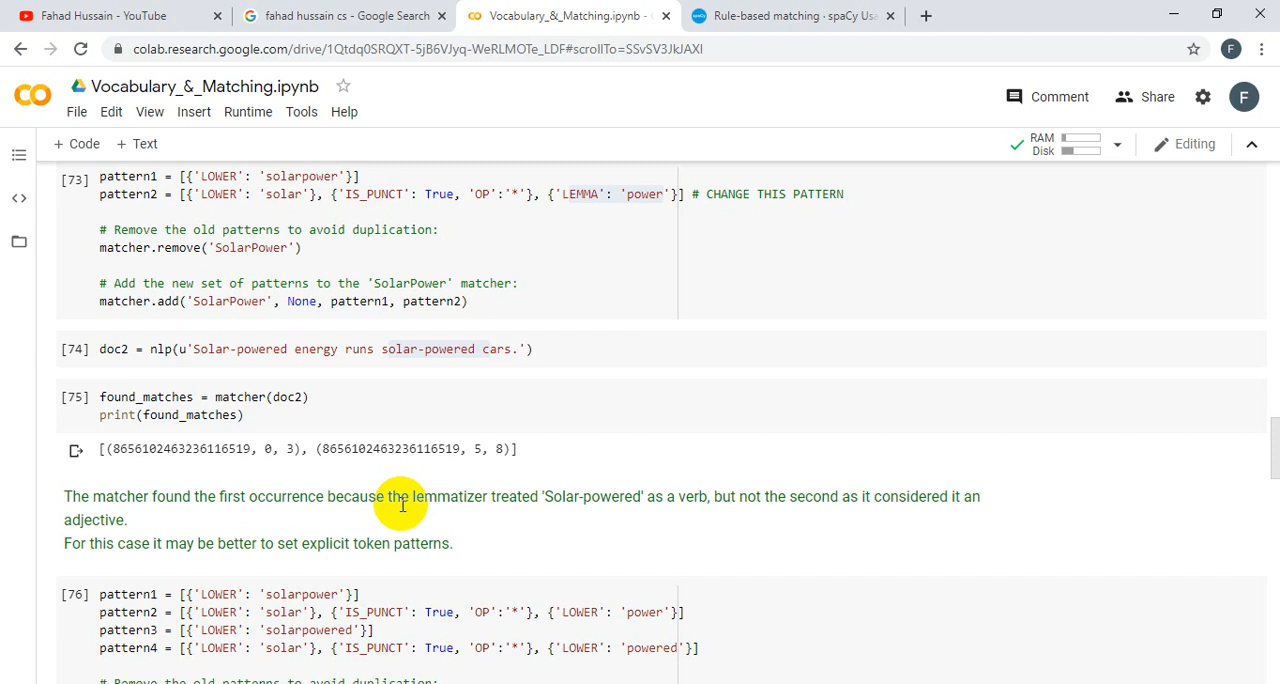 Fahad Hussain - YouTube
fahad hussain cs - Google Search
Vocabulary_&_Matching.ipynb -
Rule-based matching · spaCy Usa
colab.research.google.com/drive/1Qtdq0SRQXT-5jB6VJyq-WeRLMOTe_LDF#scrollTo=SSvSV3JkJAXI
F
Vocabulary_&_Matching.ipynb
Comment
Share
F
File Edit View Insert Runtime Tools Help
+ Code + Text
RAM
Disk
Editing
[73] pattern1 = [{'LOWER': 'solarpower'}]
pattern2 = [{'LOWER': 'solar'}, {'IS_PUNCT': True, 'OP':'*'}, {'LEMMA': 'power'}] # CHANGE THIS PATTERN
# Remove the old patterns to avoid duplication:
matcher.remove('SolarPower')
# Add the new set of patterns to the 'SolarPower' matcher:
matcher.add('SolarPower', None, pattern1, pattern2)
[74] doc2 = nlp(u'Solar-powered energy runs solar-powered cars.')
[75] found_matches = matcher(doc2)
print(found_matches)
[(8656102463236116519, 0, 3), (8656102463236116519, 5, 8)]
The matcher found the first occurrence because the lemmatizer treated 'Solar-powered' as a verb, but not the second as it considered it an
adjective.
For this case it may be better to set explicit token patterns.
[76] pattern1 = [{'LOWER': 'solarpower'}]
pattern2 = [{'LOWER': 'solar'}, {'IS_PUNCT': True, 'OP':'*'}, {'LOWER': 'power'}]
pattern3 = [{'LOWER': 'solarpowered'}]
pattern4 = [{'LOWER': 'solar'}, {'IS_PUNCT': True, 'OP':'*'}, {'LOWER': 'powered'}]
# Remove the old patterns to avoid duplication: